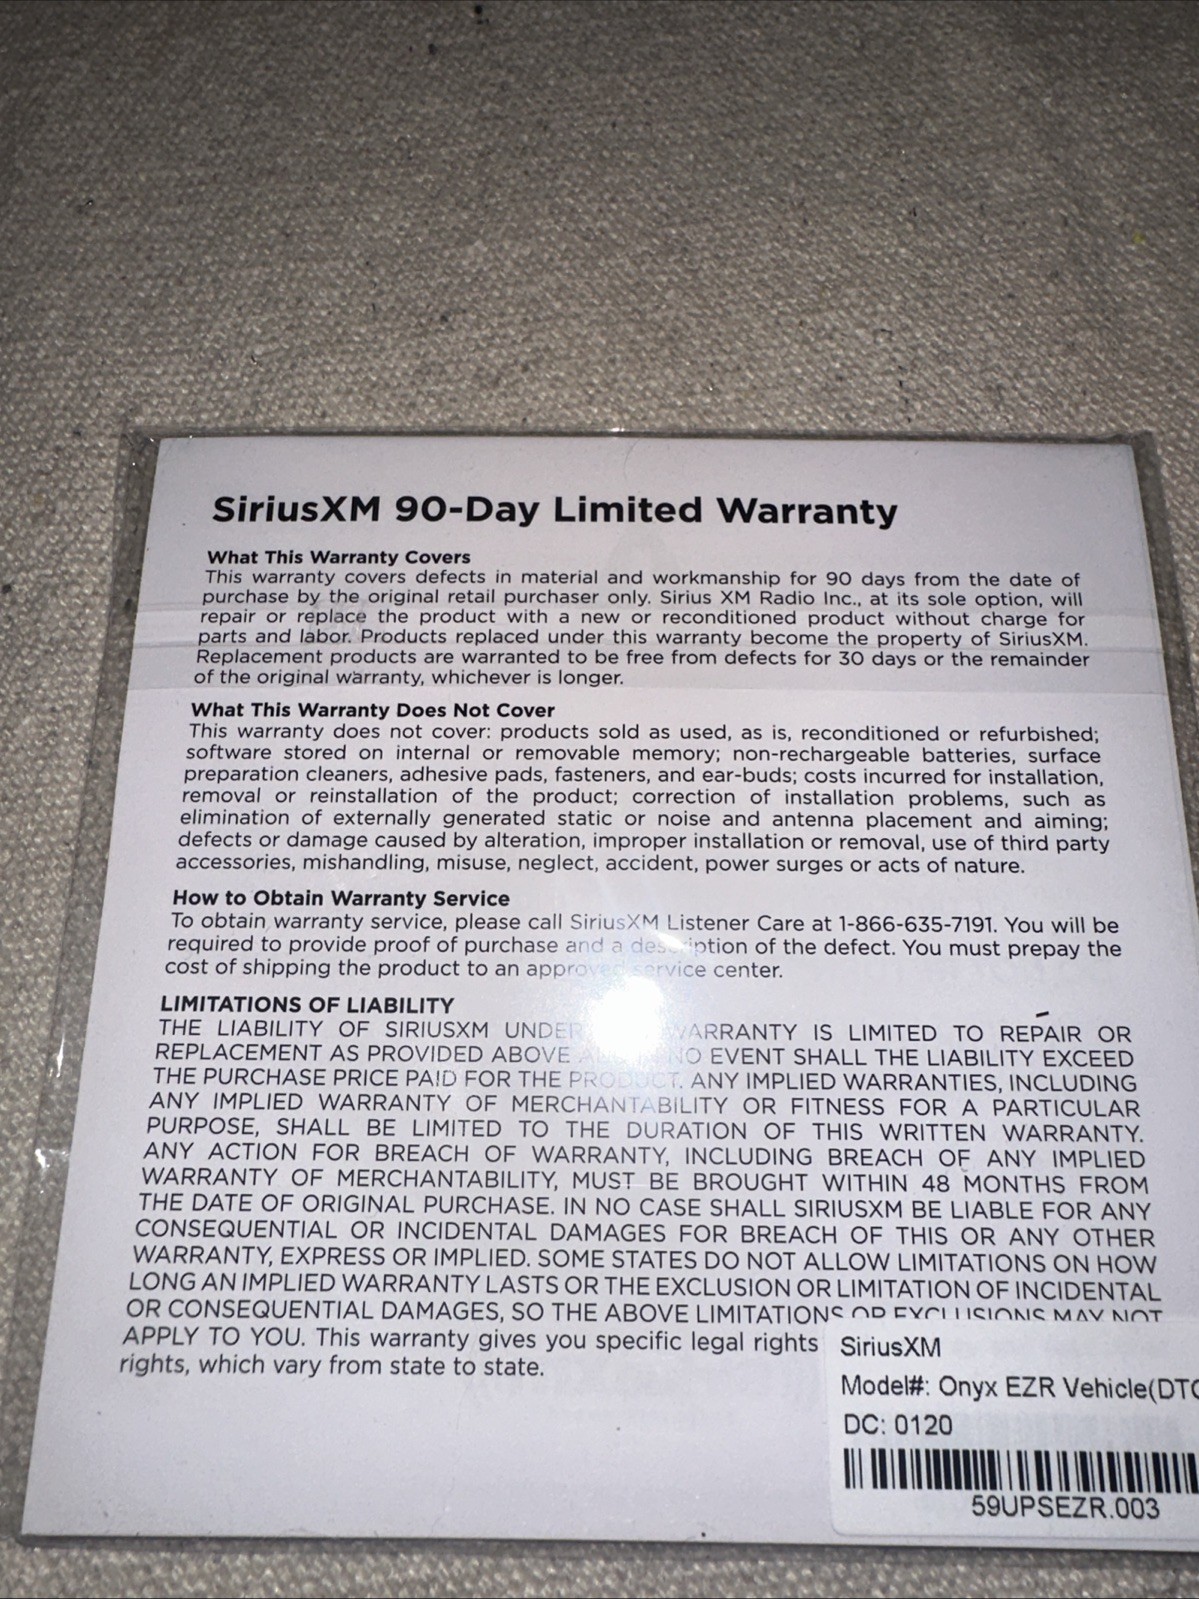 SiriusXM 90-Day Limited Warranty
What This Warranty Covers
This warranty covers defects in material and workmanship for 90 days from the date of
purchase by the original retail purchaser only. Sirius XM Radio Inc., at its sole option, will
repair or replace the product with a new or reconditioned product without charge for
parts and labor. Products replaced under this warranty become the property of SiriusXM.
Replacement products are warranted to be free from defects for 30 days or the remainder
of the original warranty, whichever is longer.
What This Warranty Does Not Cover
This warranty does not cover: products sold as used, as is, reconditioned or refurbished;
software stored on internal or removable memory; non-rechargeable batteries, surface
preparation cleaners, adhesive pads, fasteners, and ear-buds; costs incurred for installation,
removal or reinstallation of the product; correction of installation problems, such as
elimination of externally generated static or noise and antenna placement and aiming;
defects or damage caused by alteration, improper installation or removal, use of third party
accessories, mishandling, misuse, neglect, accident, power surges or acts of nature.
How to Obtain Warranty Service
To obtain warranty service, please call SiriusXM Listener Care at 1-866-635-7191. You will be
required to provide proof of purchase and a description of the defect. You must prepay the
cost of shipping the product to an approved service center.
LIMITATIONS OF LIABILITY
THE LIABILITY OF SIRIUSXM UNDER WARRANTY IS LIMITED TO REPAIR OR
REPLACEMENT AS PROVIDED ABOVE NO EVENT SHALL THE LIABILITY EXCEED
THE PURCHASE PRICE PAID FOR THE PRODUCT. ANY IMPLIED WARRANTIES, INCLUDING
ANY IMPLIED WARRANTY OF MERCHANTABILITY OR FITNESS FOR A PARTICULAR
PURPOSE, SHALL BE LIMITED TO THE DURATION OF THIS WRITTEN WARRANTY.
ANY ACTION FOR BREACH OF WARRANTY, INCLUDING BREACH OF ANY IMPLIED
WARRANTY OF MERCHANTABILITY, MUST BE BROUGHT WITHIN 48 MONTHS FROM
THE DATE OF ORIGINAL PURCHASE. IN NO CASE SHALL SIRIUSXM BE LIABLE FOR ANY
CONSEQUENTIAL OR INCIDENTAL DAMAGES FOR BREACH OF THIS OR ANY OTHER
WARRANTY, EXPRESS OR IMPLIED. SOME STATES DO NOT ALLOW LIMITATIONS ON HOW
LONG AN IMPLIED WARRANTY LASTS OR THE EXCLUSION OR LIMITATION OF INCIDENTAL
OR CONSEQUENTIAL DAMAGES, SO THE ABOVE LIMITATIONS OR EXCLUSIONS MAY NOT
APPLY TO YOU. This warranty gives you specific legal rights
rights, which vary from state to state.
SiriusXM
Model#: Onyx EZR Vehicle(DTC
DC: 0120
59UPSEZR.003